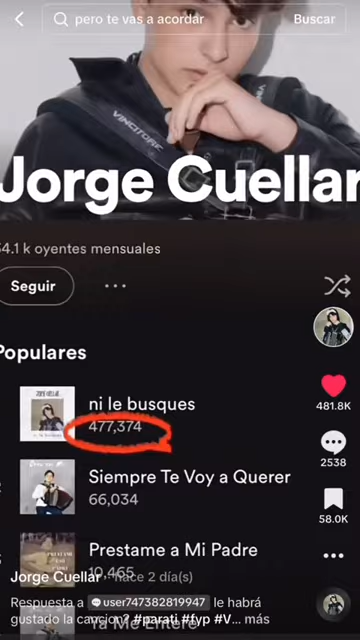 pero te vas a acordar
Buscar
VINCITORE
Jorge Cuellar
34.1 k oyentes mensuales
Seguir
Populares
ni le busques
477,374
481.8K
2538
Siempre Te Voy a Querer
66,034
58.0K
Prestame a Mi Padre
10,465
Jorge Cuellar · hace 2 día(s)
Ya Me Enteré
Respuesta a user747382819947 le habrá
gustado la cancion? #parati #fyp #V... más